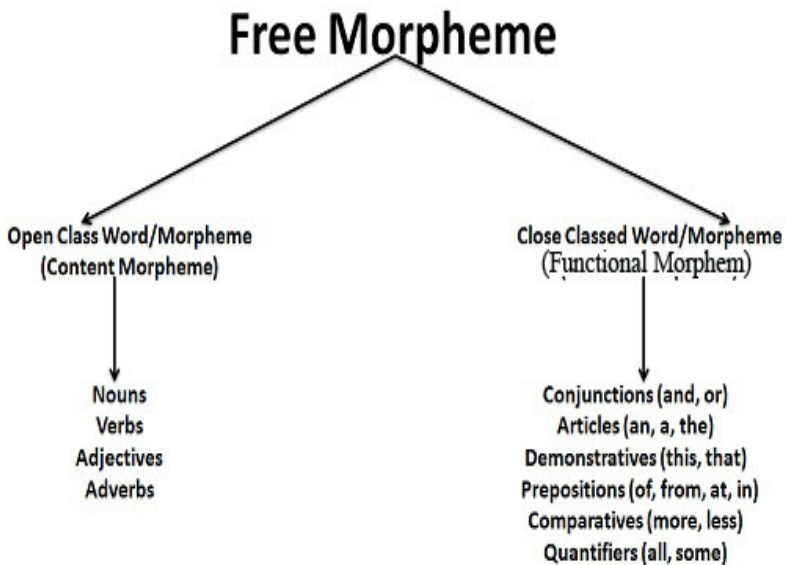 Free Morpheme
Open Class Word/Morpheme
(Content Morpheme)
Close Classed Word/Morpheme
(Functional Morphem)
Nouns
Verbs
Adjectives
Adverbs
Conjunctions (and, or)
Articles (an, a, the)
Demonstratives (this, that)
Prepositions (of, from, at, in)
Comparatives (more, less)
Quantifiers (all, some)